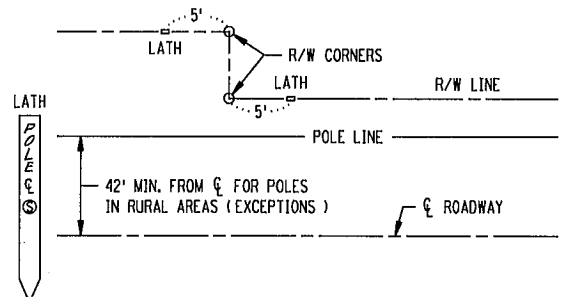 5'
LATH
R/W CORNERS
LATH
R/W LINE
5'
LATH
POLE ℄ Ⓢ
POLE LINE
42' MIN. FROM ℄ FOR POLES
IN RURAL AREAS (EXCEPTIONS)
℄ ROADWAY